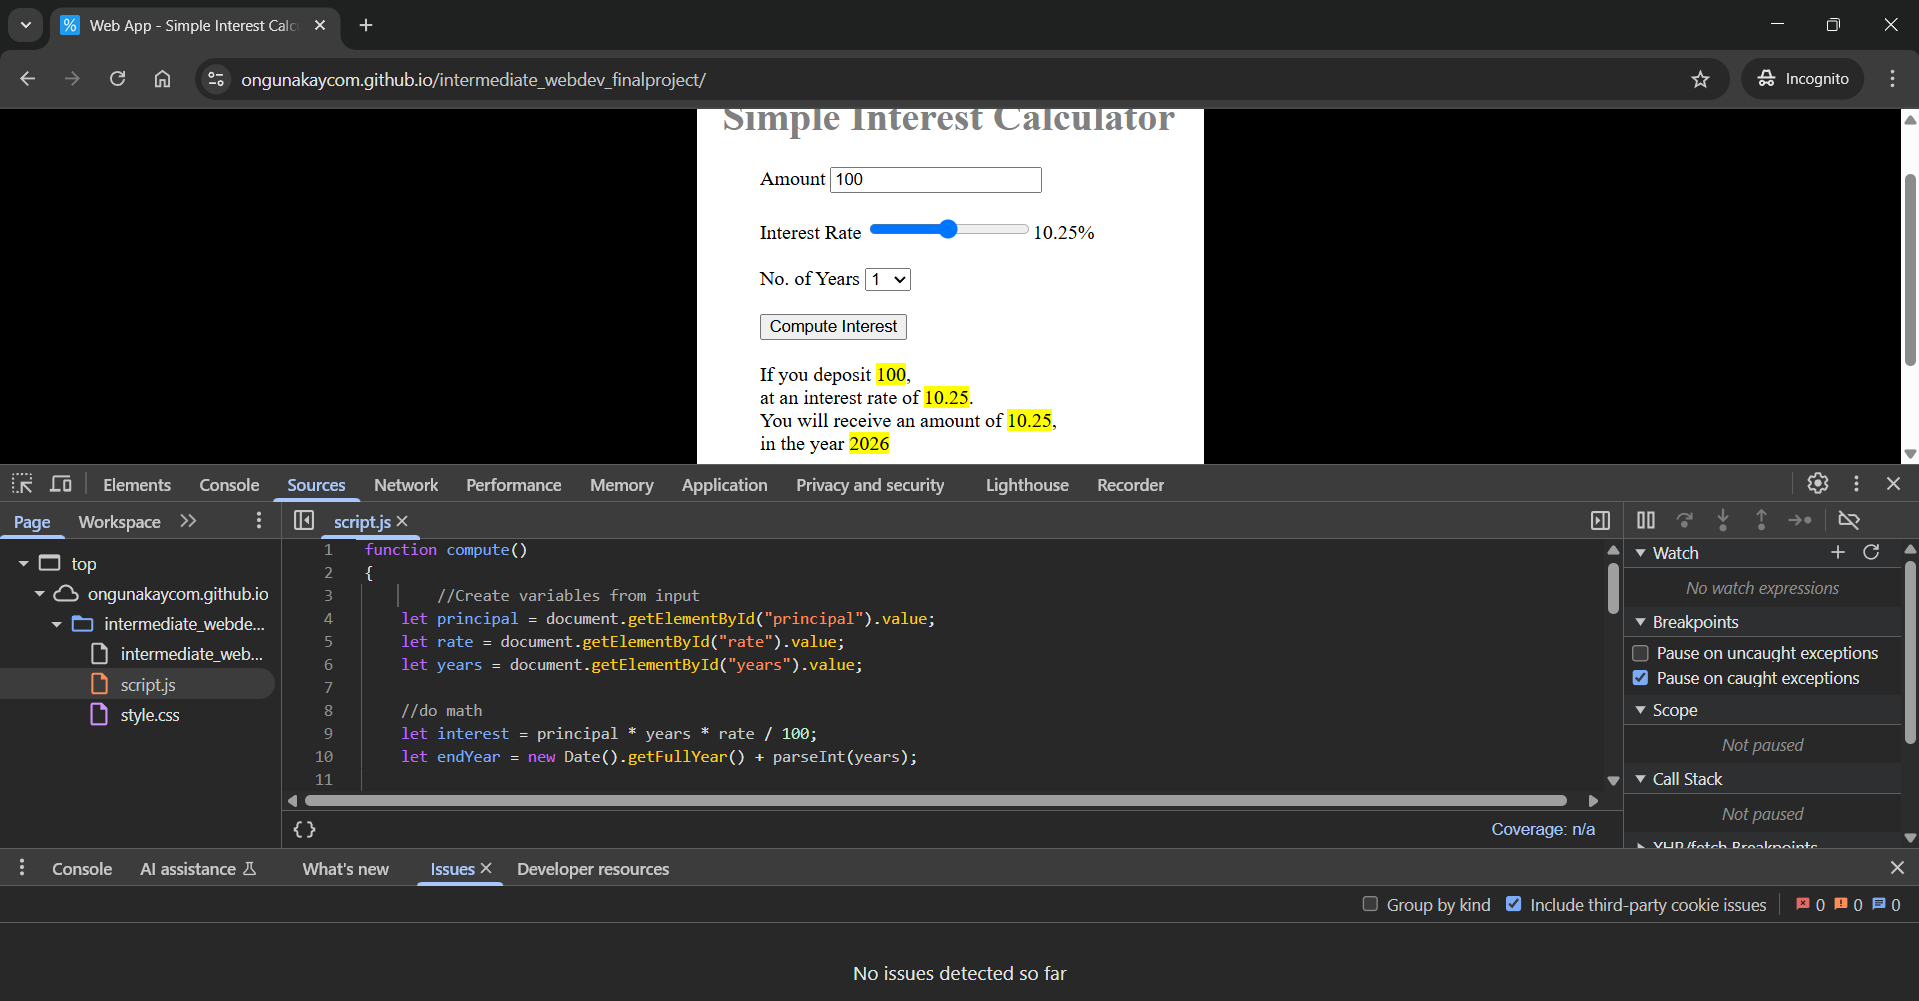 Web App - Simple Interest Calc
ongunakaycom.github.io/intermediate_webdev_finalproject/
Incognito
Simple Interest Calculator
Amount 100
Interest Rate 10.25%
No. of Years 1
Compute Interest
If you deposit 100,
at an interest rate of 10.25.
You will receive an amount of 10.25,
in the year 2026
Elements Console Sources Network Performance Memory Application Privacy and security Lighthouse Recorder
Page Workspace
top
ongunakaycom.github.io
intermediate_webde...
intermediate_web...
script.js
style.css
script.js
1 function compute()
2 {
3 //Create variables from input
4 let principal = document.getElementById("principal").value;
5 let rate = document.getElementById("rate").value;
6 let years = document.getElementById("years").value;
7
8 //do math
9 let interest = principal * years * rate / 100;
10 let endYear = new Date().getFullYear() + parseInt(years);
11
{} Coverage: n/a
Watch
No watch expressions
Breakpoints
Pause on uncaught exceptions
Pause on caught exceptions
Scope
Not paused
Call Stack
Not paused
XHR/fetch Breakpoints
Console AI assistance What's new Issues Developer resources
Group by kind Include third-party cookie issues 0 0 0
No issues detected so far